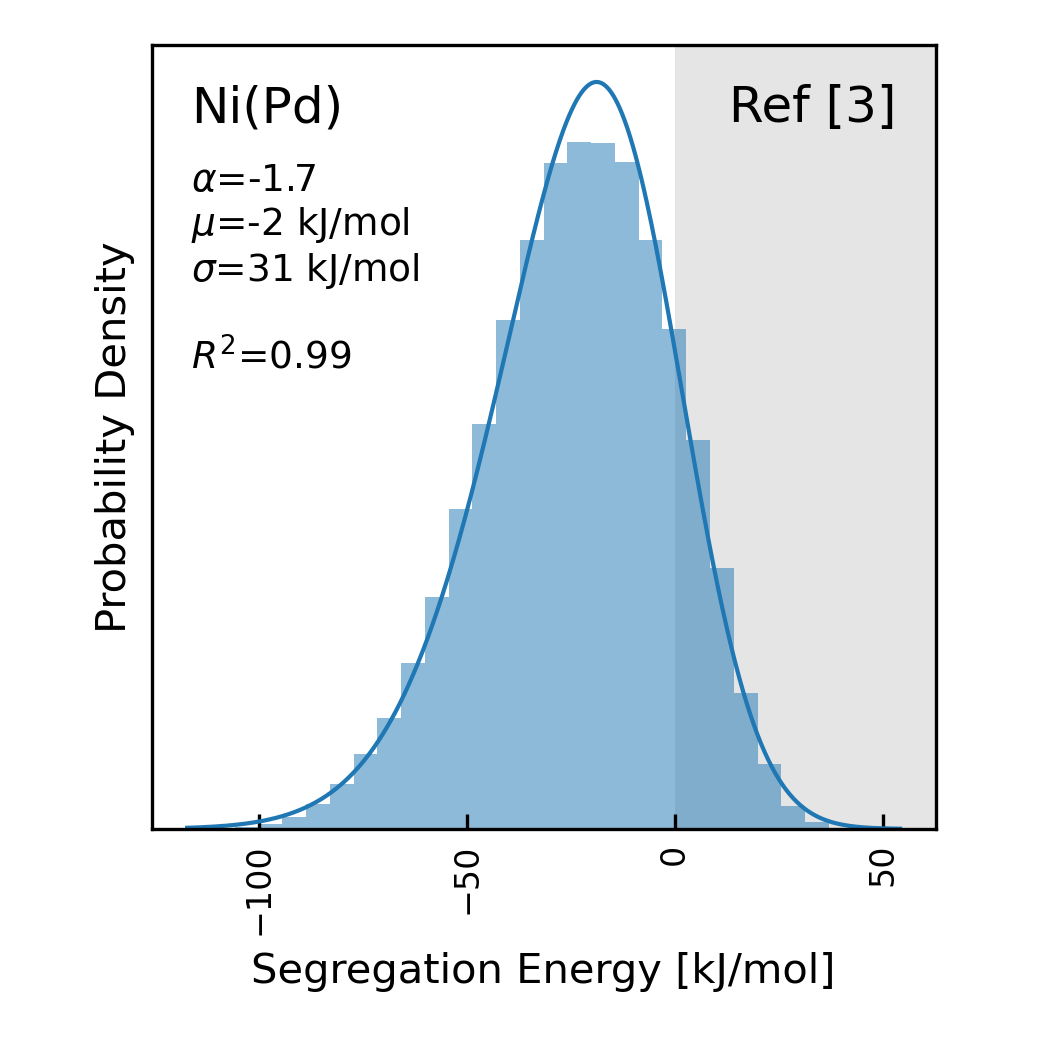 Ni(Pd)
Ref [3]
α=-1.7
μ=-2 kJ/mol
σ=31 kJ/mol
R²=0.99
Probability Density
−100
−50
0
50
Segregation Energy [kJ/mol]